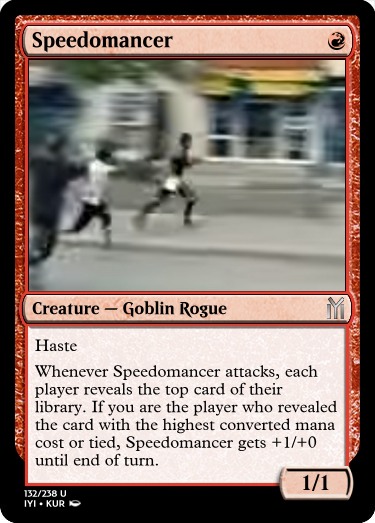 Speedomancer
Creature — Goblin Rogue
Haste
Whenever Speedomancer attacks, each
player reveals the top card of their
library. If you are the player who revealed
the card with the highest converted mana
cost or tied, Speedomancer gets +1/+0
until end of turn.
1/1
132/238 U
IYI • KUR